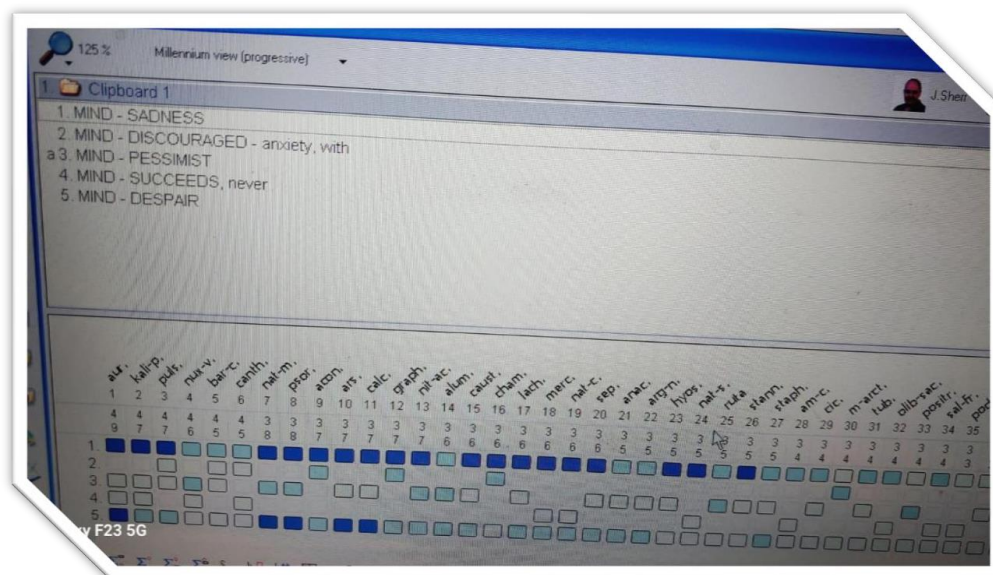 125 %
Millennium view (progressive)
J.Sherr
1. Clipboard 1
1. MIND - SADNESS
2. MIND - DISCOURAGED - anxiety, with
a 3. MIND - PESSIMIST
4. MIND - SUCCEEDS, never
5. MIND - DESPAIR
aur. kali-p. puls. nux-v. bar-c. canth. nat-m. psor. acon. ars. calc. graph. nit-ac. alum. caust. cham. lach. merc. nat-c. sep. anac. arg-n. hyos. nat-s. ruta stann. staph. am-c. cic. m-arct. tub. olib-sac. positr. sal-fr.
1 2 3 4 5 6 7 8 9 10 11 12 13 14 15 16 17 18 19 20 21 22 23 24 25 26 27 28 29 30 31 32 33 34 35
4 4 4 4 4 4 3 3 3 3 3 3 3 3 3 3 3 3 3 3 3 3 3 3 3 3 3 3 3 3 3 3 3 3
9 7 7 6 5 5 8 8 7 7 7 7 7 6 6 6 6 6 6 6 5 5 5 5 5 5 5 4 4 4 4 4
1.
2.
3.
4.
5.
F23 5G